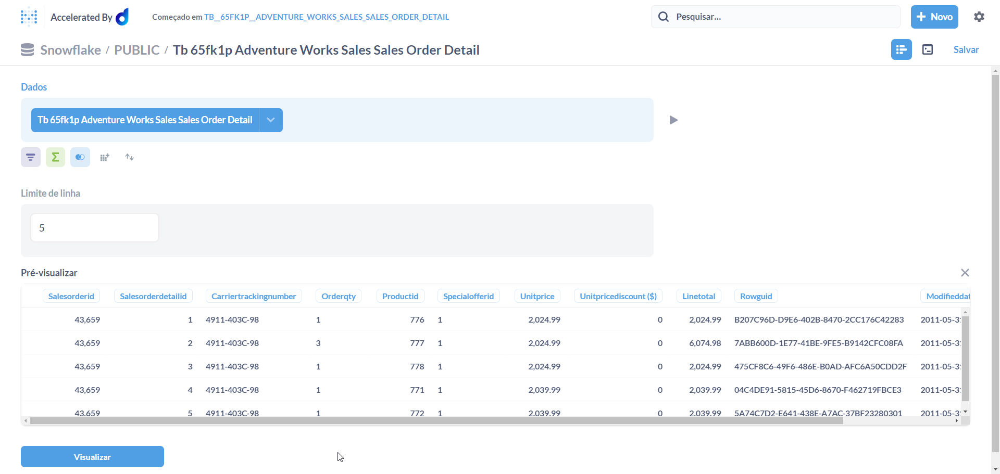 Accelerated By
Começado em TB__65FK1P__ADVENTURE_WORKS_SALES_SALES_ORDER_DETAIL
Pesquisar...
Novo
Snowflake / PUBLIC / Tb 65fk1p Adventure Works Sales Sales Order Detail
Salvar
Dados
Tb 65fk1p Adventure Works Sales Sales Order Detail
Limite de linha
5
Pré-visualizar
Salesorderid Salesorderdetailid Carriertrackingnumber Orderqty Productid Specialofferid Unitprice Unitpricediscount ($) Linetotal Rowguid Modifieddat
43,659 1 4911-403C-98 1 776 1 2,024.99 0 2,024.99 B207C96D-D9E6-402B-8470-2CC176C42283 2011-05-31
43,659 2 4911-403C-98 3 777 1 2,024.99 0 6,074.98 7ABB600D-1E77-41BE-9FE5-B9142CFC08FA 2011-05-31
43,659 3 4911-403C-98 1 778 1 2,024.99 0 2,024.99 475CF8C6-49F6-486E-B0AD-AFC6A50CDD2F 2011-05-31
43,659 4 4911-403C-98 1 771 1 2,039.99 0 2,039.99 04C4DE91-5815-45D6-8670-F462719FBCE3 2011-05-31
43,659 5 4911-403C-98 1 772 1 2,039.99 0 2,039.99 5A74C7D2-E641-438E-A7AC-37BF23280301 2011-05-31
Visualizar